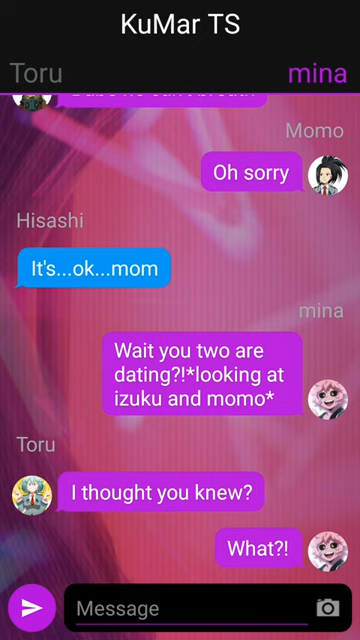 KuMar TS
Toru
mina
Momo
Oh sorry
Hisashi
It's...ok...mom
mina
Wait you two are
dating?!*looking at
izuku and momo*
Toru
I thought you knew?
What?!
Message